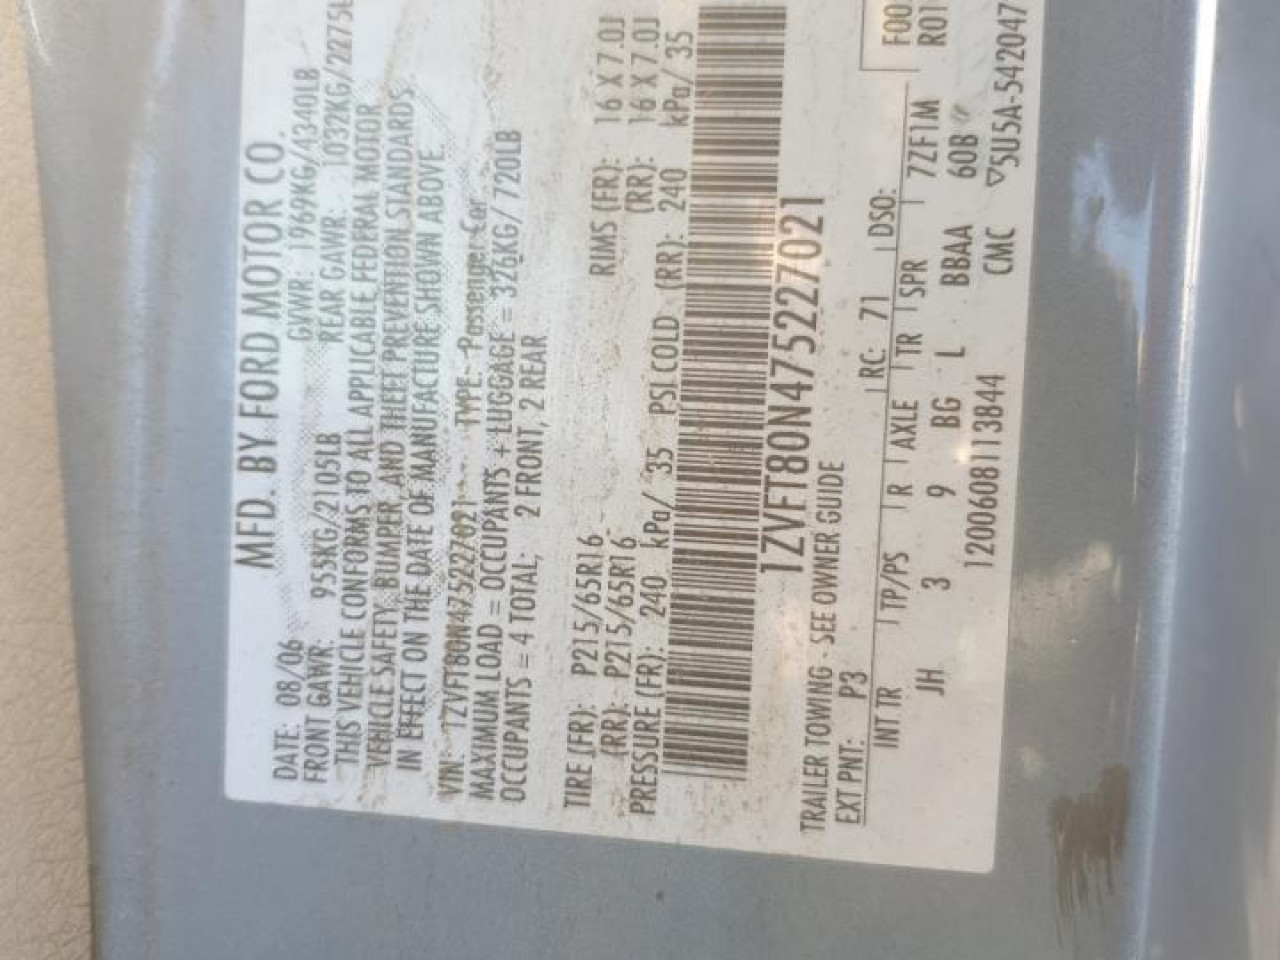 MFD. BY FORD MOTOR CO.
DATE: 08/06 GVWR: 1969KG/4340LB
FRONT GAWR: 955KG/2105LB REAR GAWR: 1032KG/2275L
THIS VEHICLE CONFORMS TO ALL APPLICABLE FEDERAL MOTOR
VEHICLE SAFETY, BUMPER, AND THEFT PREVENTION STANDARDS
IN EFFECT ON THE DATE OF MANUFACTURE SHOWN ABOVE.
VIN: 1ZVFT80N475227021 TYPE: Passenger Car
MAXIMUM LOAD = OCCUPANTS + LUGGAGE = 326KG/720LB
OCCUPANTS = 4 TOTAL; 2 FRONT, 2 REAR
TIRE (FR): P215/65R16 RIMS (FR): 16 X 7.0J
(RR): P215/65R16 (RR): 16 X 7.0J
PRESSURE (FR): 240 kPa/ 35 PSI COLD (RR): 240 kPa/ 35
1ZVFT80N475227021
TRAILER TOWING - SEE OWNER GUIDE
EXT PNT: P3 RC: 71 DSO: F00
INT TR TP/PS R AXLE TR SPR 7ZF1M R01
JH 3 9 BG L BBAA 60B
1200608113844 CMC ▽5U5A-542047